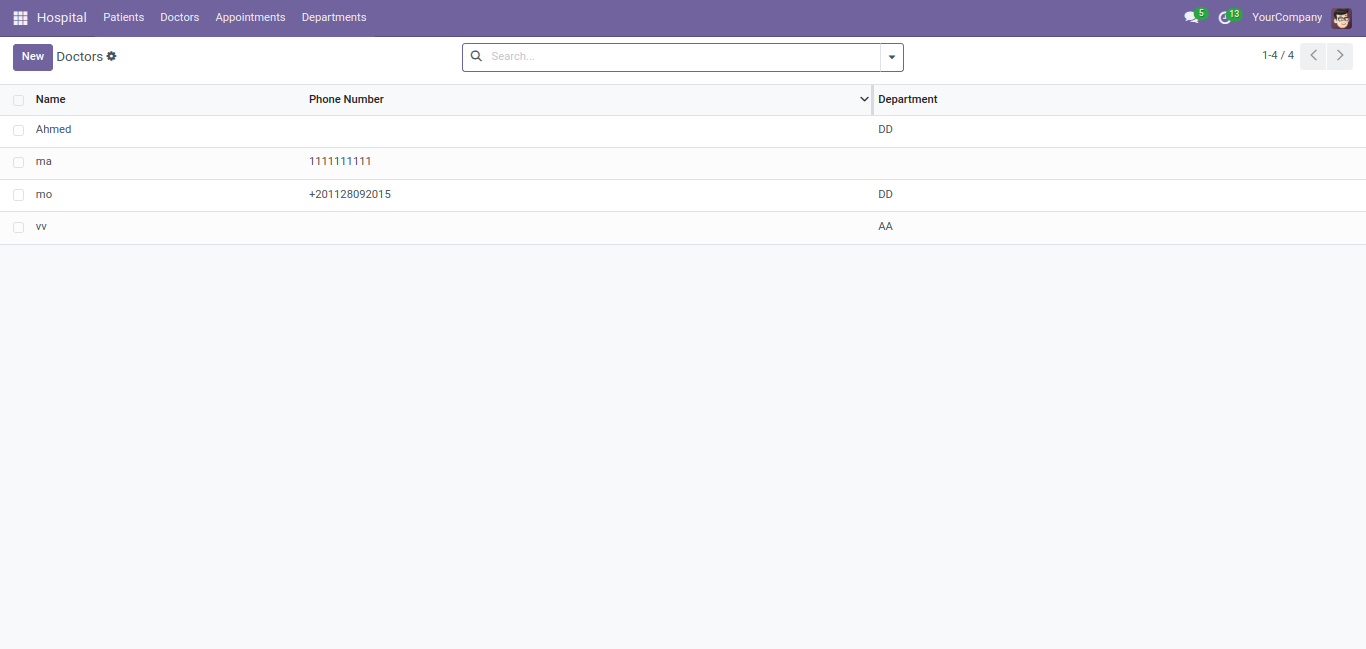 Hospital Patients Doctors Appointments Departments 5 13 YourCompany
New Doctors Search... 1-4 / 4
Name Phone Number Department
Ahmed DD
ma 1111111111
mo +201128092015 DD
vv AA